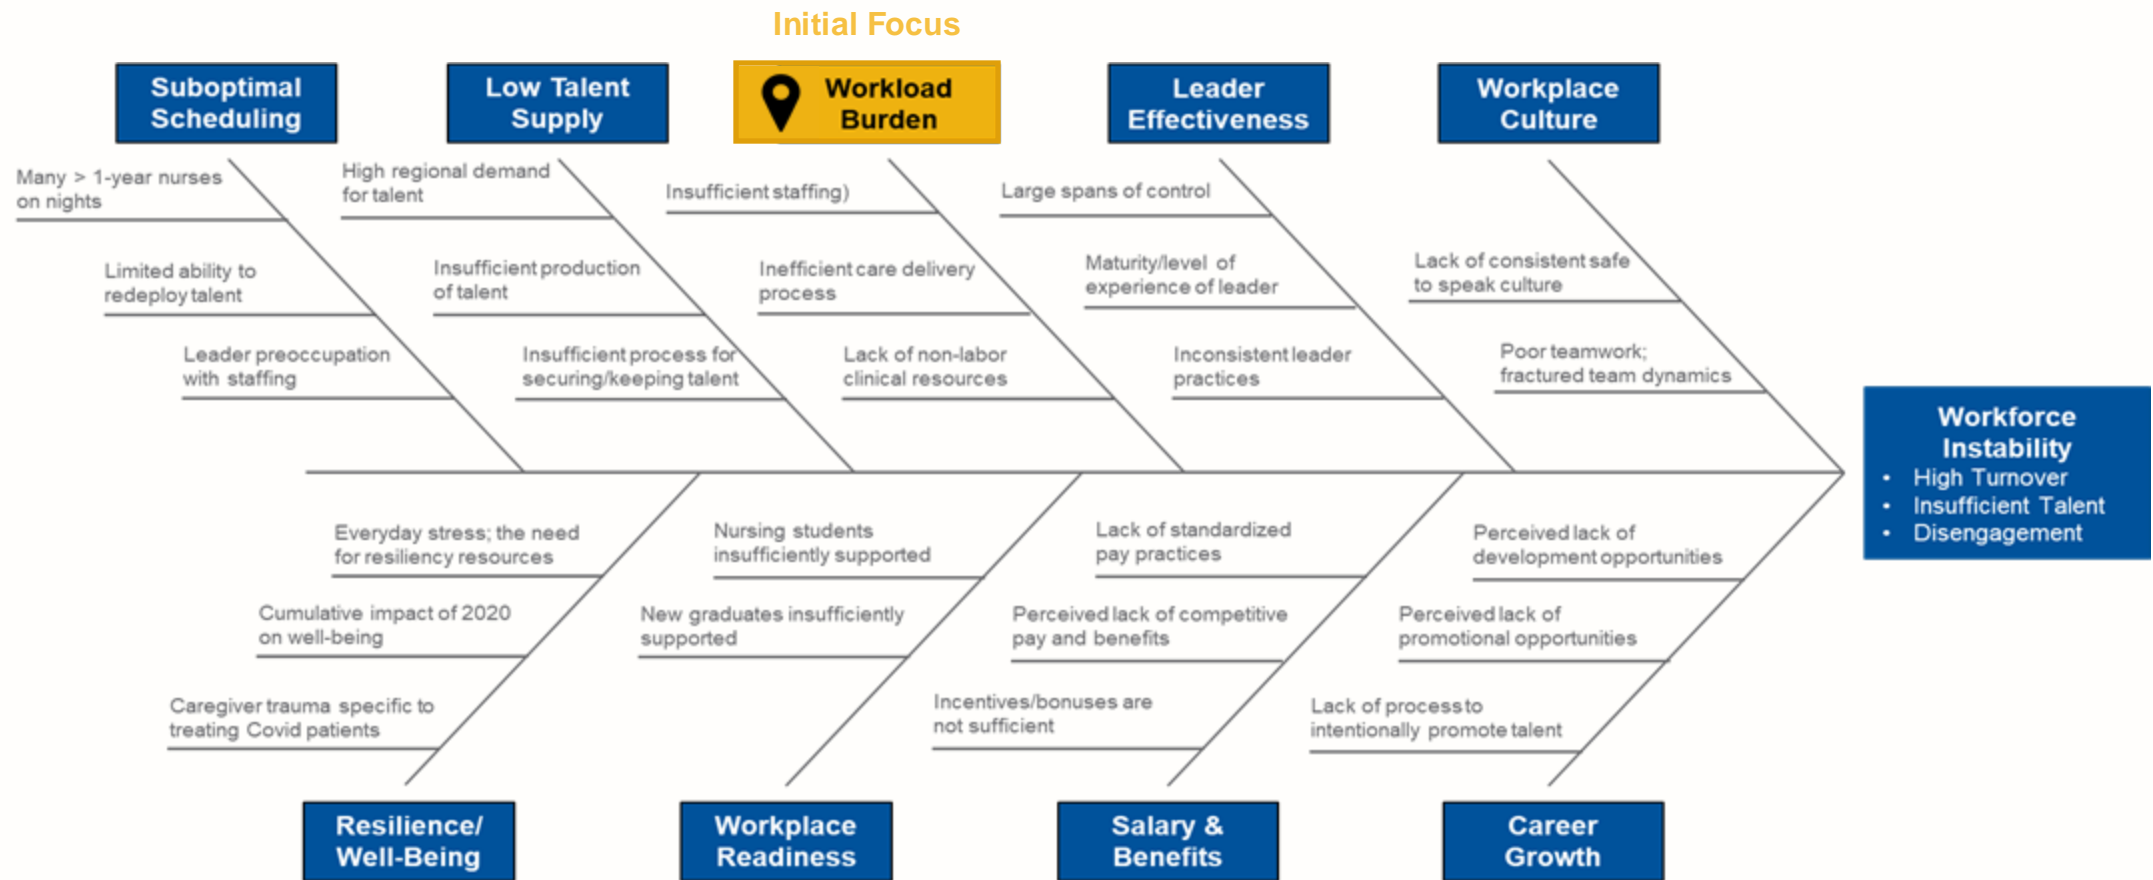 Initial Focus
Suboptimal
Scheduling
Low Talent
Supply
Workload
Burden
Leader
Effectiveness
Workplace
Culture
Many > 1-year nurses
on nights
Limited ability to
redeploy talent
Leader preoccupation
with staffing
High regional demand
for talent
Insufficient production
of talent
Insufficient process for
securing/keeping talent
Insufficient staffing)
Inefficient care delivery
process
Lack of non-labor
clinical resources
Large spans of control
Maturity/level of
experience of leader
Inconsistent leader
practices
Lack of consistent safe
to speak culture
Poor teamwork;
fractured team dynamics
Workforce
Instability
• High Turnover
• Insufficient Talent
• Disengagement
Everyday stress; the need
for resiliency resources
Cumulative impact of 2020
on well-being
Caregiver trauma specific to
treating Covid patients
Nursing students
insufficiently supported
New graduates insufficiently
supported
Lack of standardized
pay practices
Perceived lack of competitive
pay and benefits
Incentives/bonuses are
not sufficient
Perceived lack of
development opportunities
Perceived lack of
promotional opportunities
Lack of process to
intentionally promote talent
Resilience/
Well-Being
Workplace
Readiness
Salary &
Benefits
Career
Growth